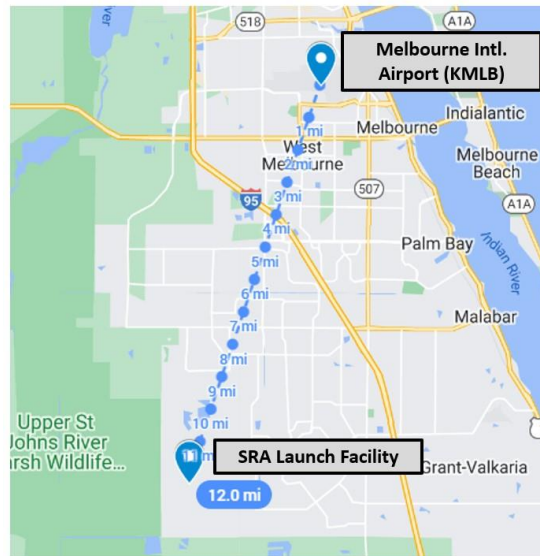 518
A1A
Melbourne Intl.
Airport (KMLB)
Indialantic
1 mi
Melbourne
West
Melbourne
2 mi
Melbourne
Beach
95
3 mi
507
A1A
4 mi
Palm Bay
Indian River
5 mi
6 mi
Malabar
7 mi
8 mi
9 mi
Upper St
Johns River
arsh Wildlife...
10 mi
SRA Launch Facility
Grant-Valkaria
12.0 mi